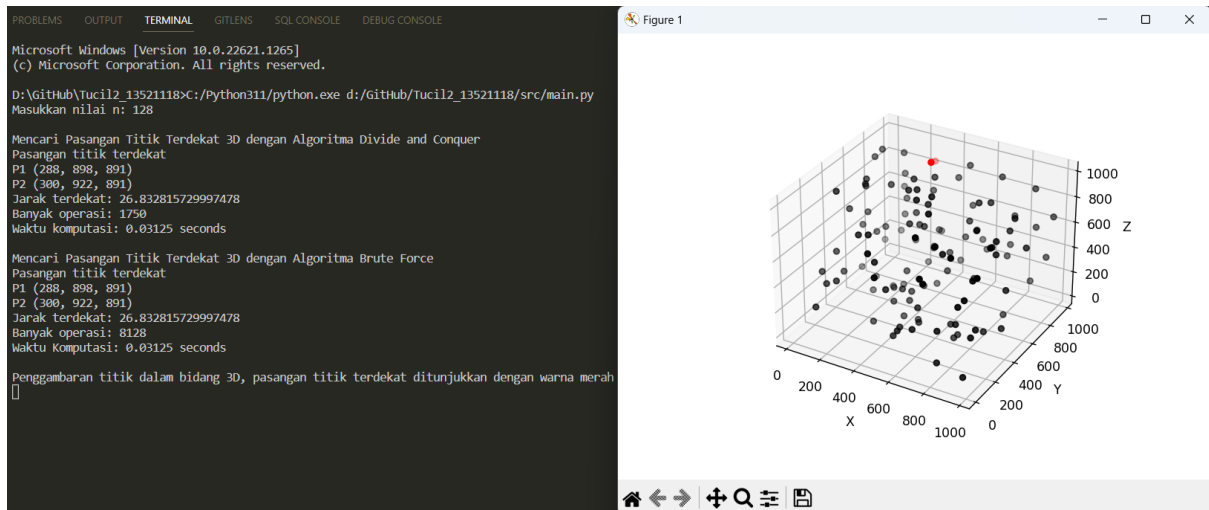 PROBLEMS OUTPUT TERMINAL GITLENS SQL CONSOLE DEBUG CONSOLE
Microsoft Windows [Version 10.0.22621.1265]
(c) Microsoft Corporation. All rights reserved.
D:\GitHub\Tucil2_13521118>C:/Python311/python.exe d:/GitHub/Tucil2_13521118/src/main.py
Masukkan nilai n: 128
Mencari Pasangan Titik Terdekat 3D dengan Algoritma Divide and Conquer
Pasangan titik terdekat
P1 (288, 898, 891)
P2 (300, 922, 891)
Jarak terdekat: 26.832815729997478
Banyak operasi: 1750
Waktu komputasi: 0.03125 seconds
Mencari Pasangan Titik Terdekat 3D dengan Algoritma Brute Force
Pasangan titik terdekat
P1 (288, 898, 891)
P2 (300, 922, 891)
Jarak terdekat: 26.832815729997478
Banyak operasi: 8128
Waktu Komputasi: 0.03125 seconds
Penggambaran titik dalam bidang 3D, pasangan titik terdekat ditunjukkan dengan warna merah
Figure 1
1000
800
600 Z
400
200
0
1000
800
600
400 Y
200
0
0
200
400
X 600
800
1000